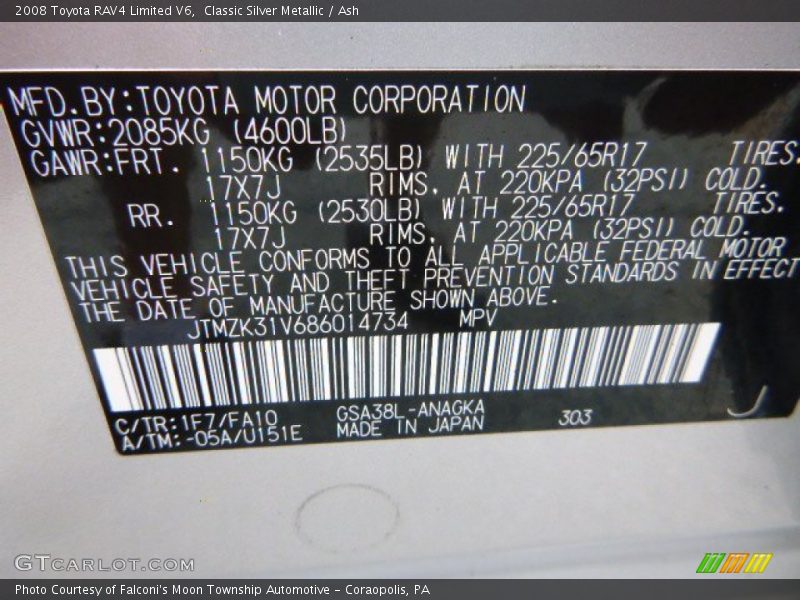 2008 Toyota RAV4 Limited V6, Classic Silver Metallic / Ash
MFD.BY:TOYOTA MOTOR CORPORATION
GVWR:2085KG (4600LB)
GAWR:FRT. 1150KG (2535LB) WITH 225/65R17 TIRES.
17X7J RIMS, AT 220KPA (32PSI) COLD.
RR. 1150KG (2530LB) WITH 225/65R17 TIRES.
17X7J RIMS, AT 220KPA (32PSI) COLD.
THIS VEHICLE CONFORMS TO ALL APPLICABLE FEDERAL MOTOR
VEHICLE SAFETY AND THEFT PREVENTION STANDARDS IN EFFECT
THE DATE OF MANUFACTURE SHOWN ABOVE.
JTMZK31V686014734 MPV
C/TR:1F7/FA10 GSA38L-ANAGKA 303
A/TM:-05A/U151E MADE IN JAPAN
GTCARLOT.COM
Photo Courtesy of Falconi's Moon Township Automotive – Coraopolis, PA